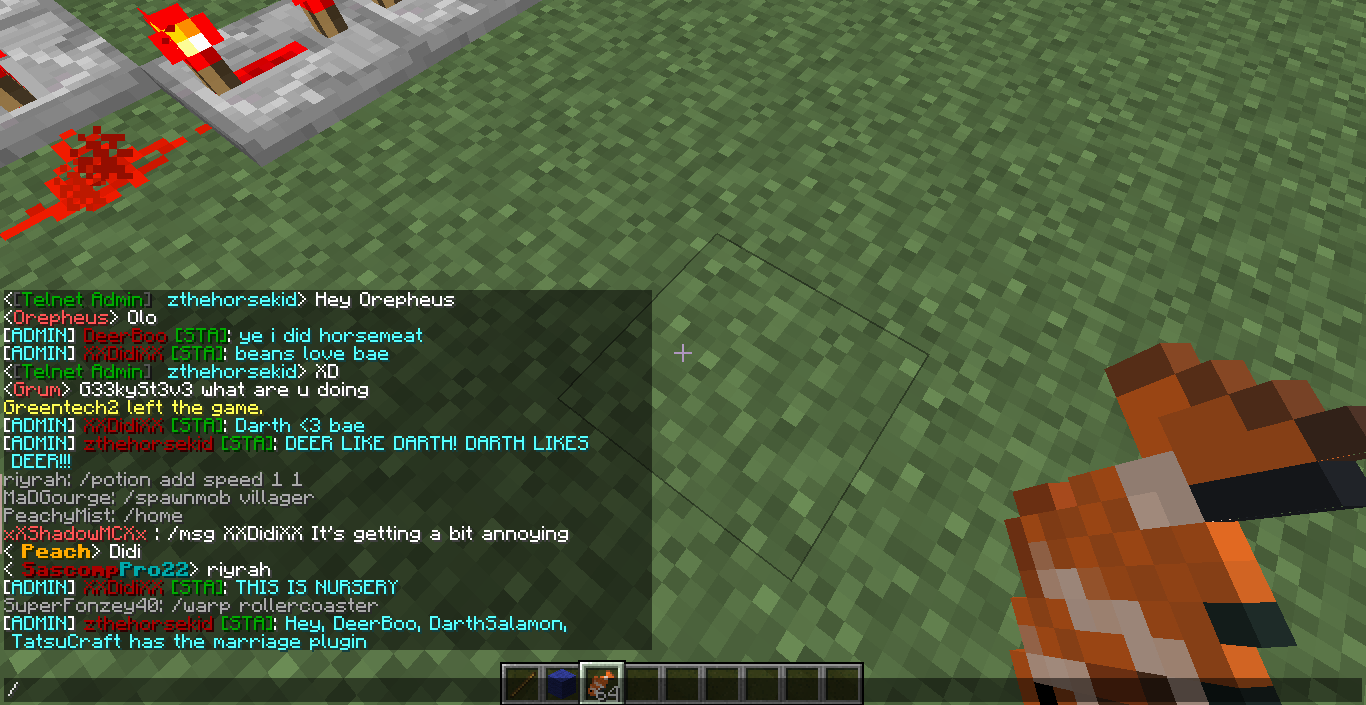 <[Telnet Admin] zthehorsekid> Hey Orepheus
<Orepheus> Olo
[ADMIN] DeerBoo [STA]: ye i did horsemeat
[ADMIN] XXDidiXX [STA]: beans love bae
<[Telnet Admin] zthehorsekid> XD
<Grum> G33ky5t3v3 what are u doing
Greentech2 left the game.
[ADMIN] XXDidiXX [STA]: Darth <3 bae
[ADMIN] zthehorsekid [STA]: DEER LIKE DARTH! DARTH LIKES
DEER!!!
riyrah: /potion add speed 1 1
MaDGourge: /spawnmob villager
PeachyMist: /home
xXShadowMCXx : /msg XXDidiXX It's getting a bit annoying
< Peach> Didi
< SascompPro22> riyrah
[ADMIN] XXDidiXX [STA]: THIS IS NURSERY
SuperFonzey40: /warp rollercoaster
[ADMIN] zthehorsekid [STA]: Hey, DeerBoo, DarthSalamon,
TatsuCraft has the marriage plugin
64
/